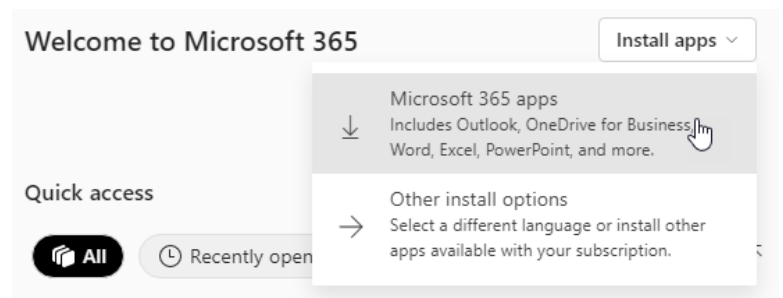 Welcome to Microsoft 365
Install apps
Microsoft 365 apps
Includes Outlook, OneDrive for Business,
Word, Excel, PowerPoint, and more.
Quick access
Other install options
Select a different language or install other
apps available with your subscription.
All
Recently open